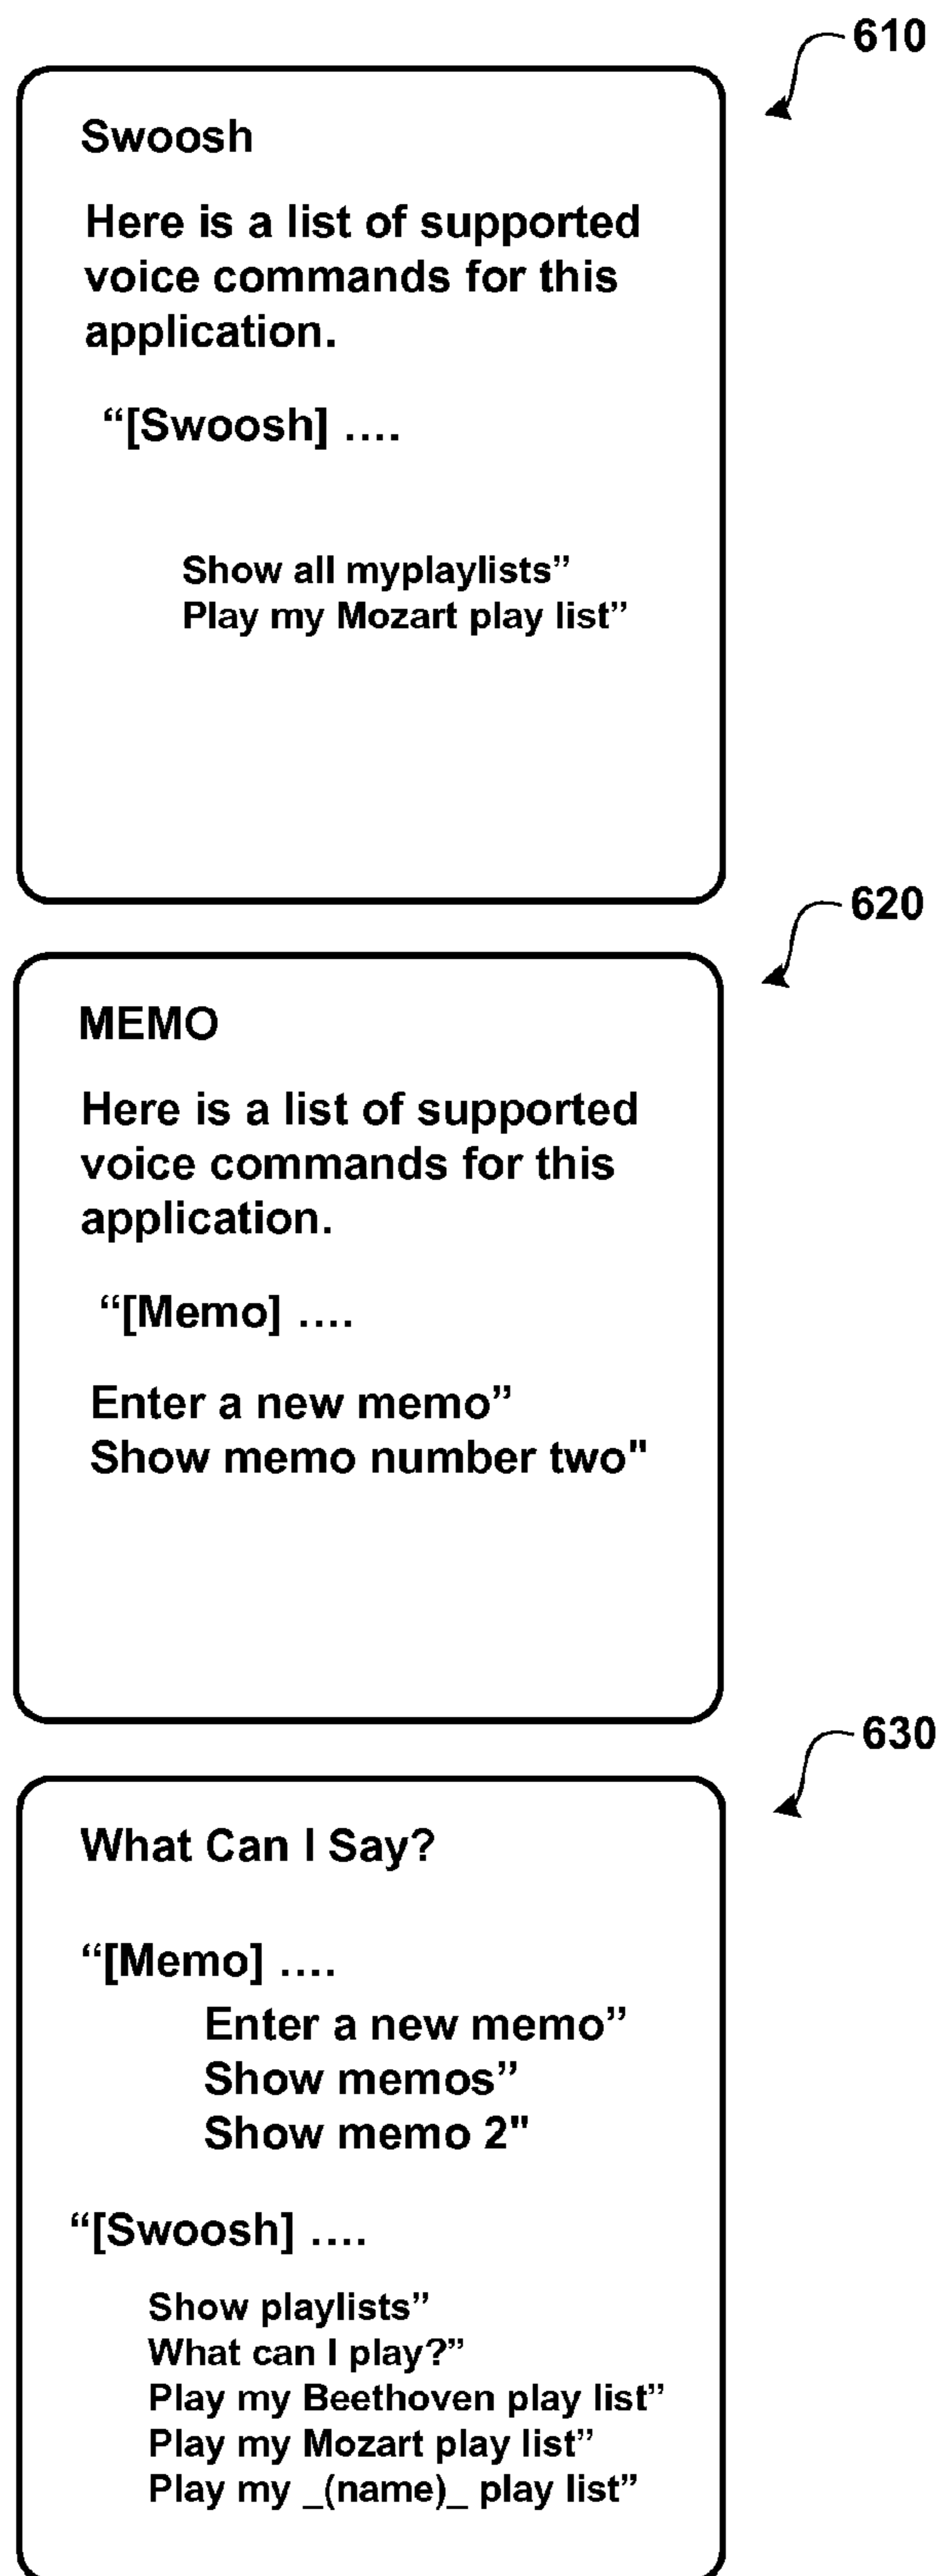 610
Swoosh
Here is a list of supported
voice commands for this
application.
“[Swoosh] ....
Show all myplaylists”
Play my Mozart play list”
620
MEMO
Here is a list of supported
voice commands for this
application.
“[Memo] ....
Enter a new memo”
Show memo number two"
630
What Can I Say?
“[Memo] ....
Enter a new memo”
Show memos”
Show memo 2"
“[Swoosh] ....
Show playlists”
What can I play?”
Play my Beethoven play list”
Play my Mozart play list”
Play my _(name)_ play list”